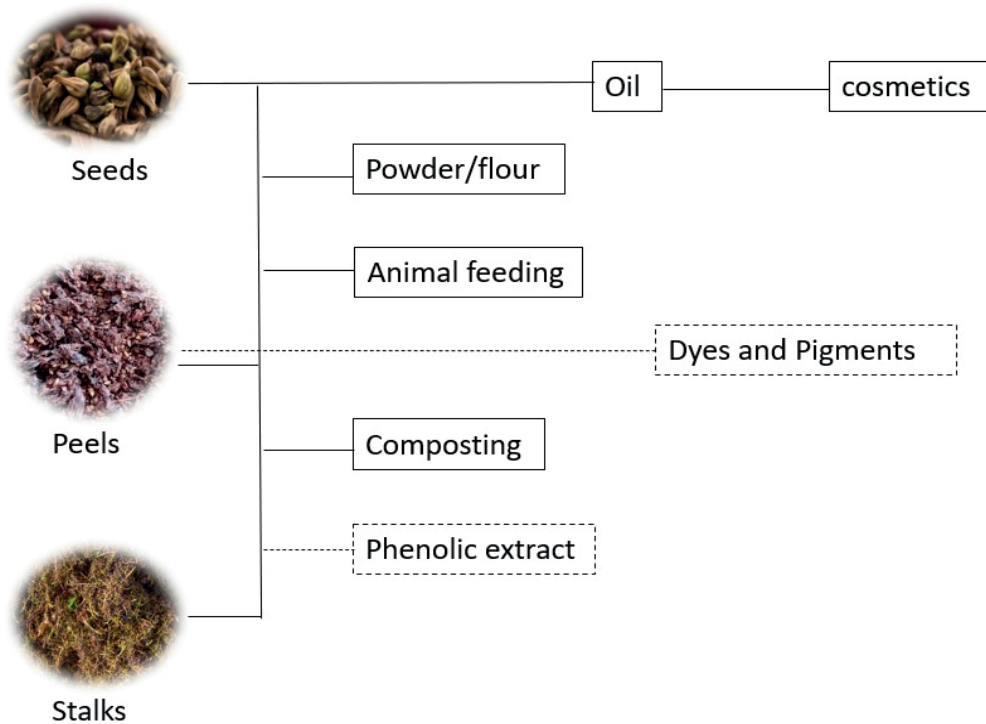 Oil
cosmetics
Seeds
Powder/flour
Animal feeding
Dyes and Pigments
Peels
Composting
Phenolic extract
Stalks